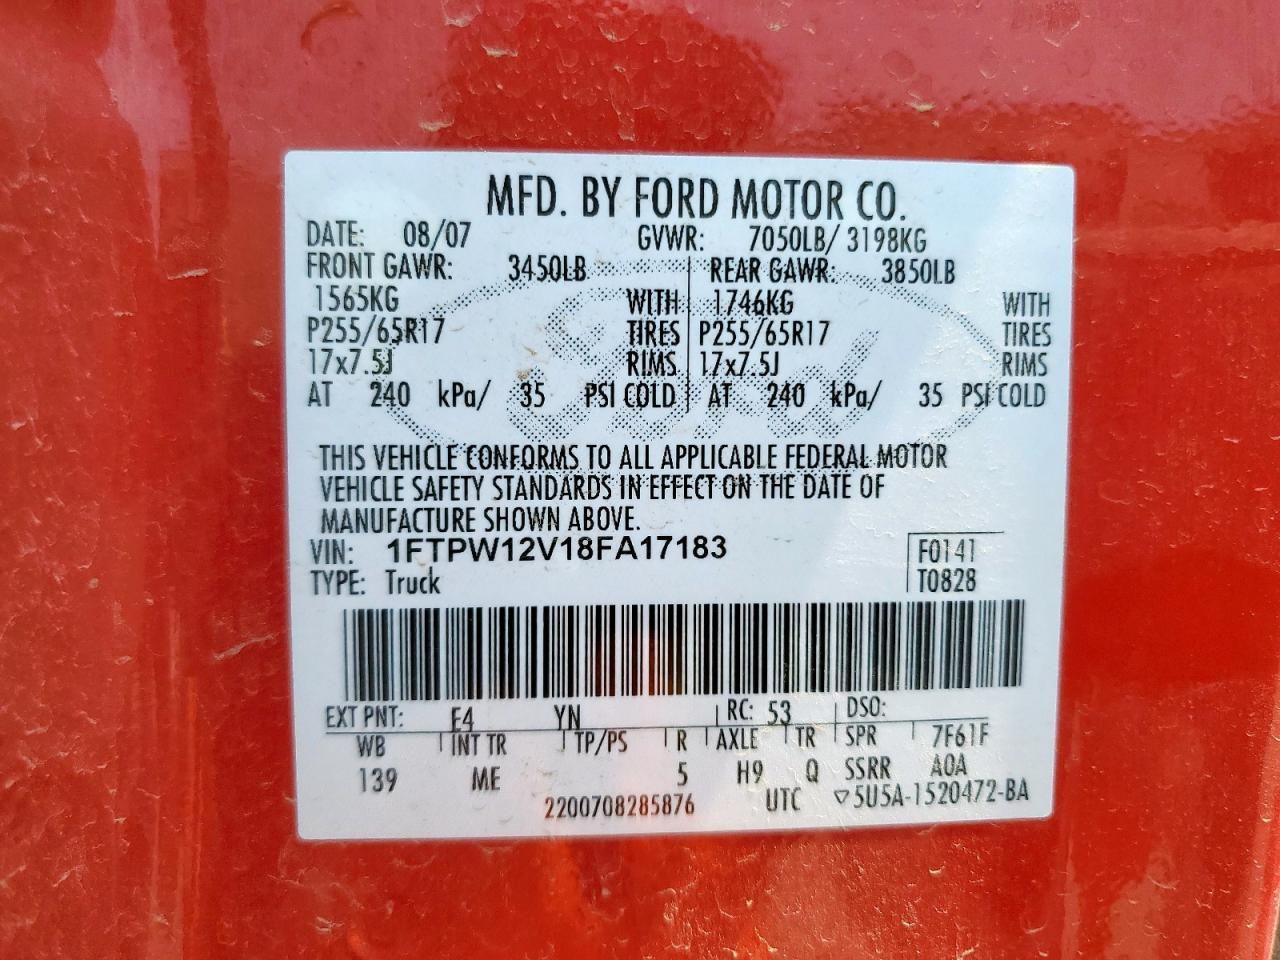 MFD. BY FORD MOTOR CO.
DATE: 08/07 GVWR: 7050LB/ 3198KG
FRONT GAWR: 3450LB REAR GAWR: 3850LB
1565KG WITH 1746KG WITH
P255/65R17 TIRES P255/65R17 TIRES
17x7.5J RIMS 17x7.5J RIMS
AT 240 kPa/ 35 PSI COLD AT 240 kPa/ 35 PSI COLD
THIS VEHICLE CONFORMS TO ALL APPLICABLE FEDERAL MOTOR
VEHICLE SAFETY STANDARDS IN EFFECT ON THE DATE OF
MANUFACTURE SHOWN ABOVE.
VIN: 1FTPW12V18FA17183 F0141
TYPE: Truck T0828
EXT PNT: E4 YN RC: 53 DSO:
WB INT TR TP/PS R AXLE TR SPR 7F61F
139 ME 5 H9 Q SSRR A0A
2200708285876 UTC ▽5U5A-1520472-BA